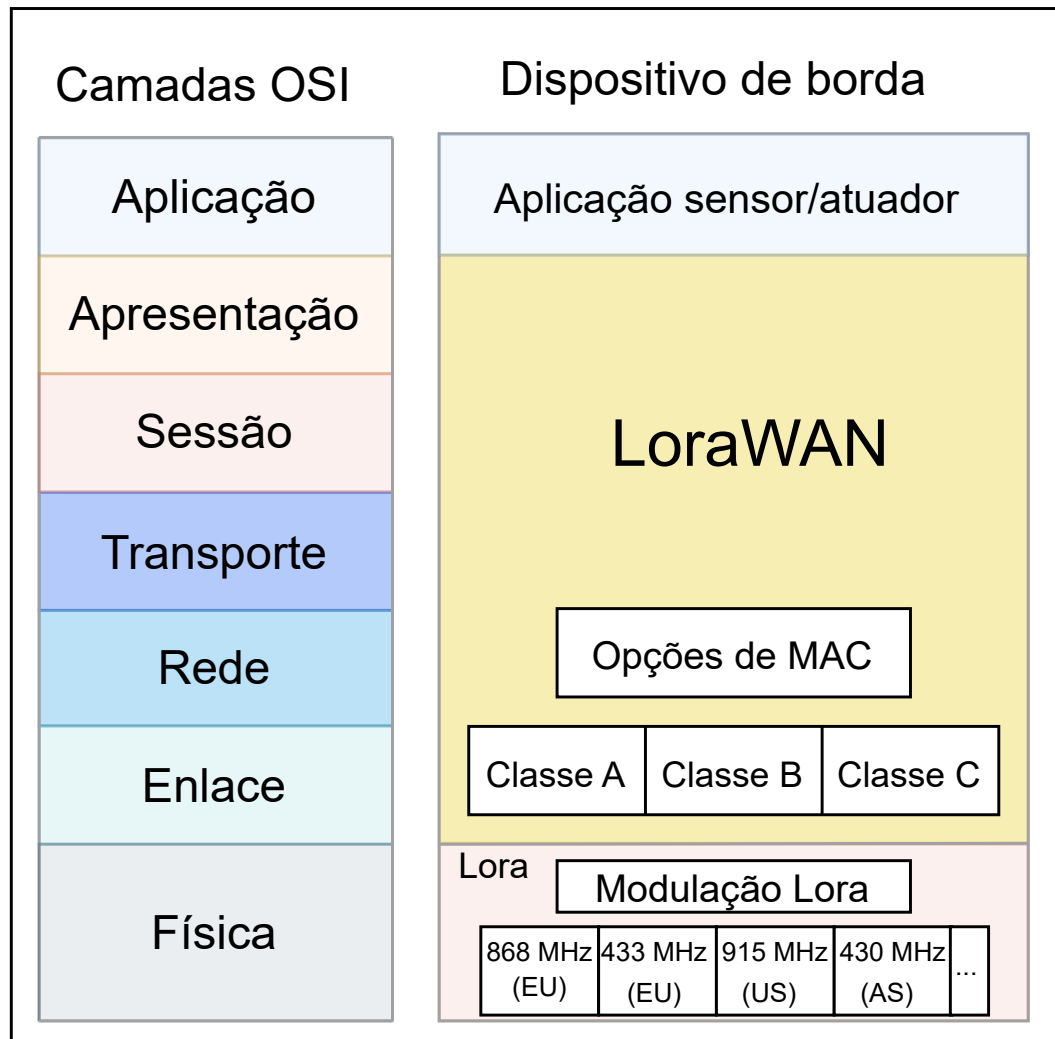 Camadas OSI
Dispositivo de borda
Aplicação
Apresentação
Sessão
Transporte
Rede
Enlace
Física
Aplicação sensor/atuador
LoraWAN
Opções de MAC
Classe A
Classe B
Classe C
Lora
Modulação Lora
868 MHz
(EU)
433 MHz
(EU)
915 MHz
(US)
430 MHz
(AS)
...